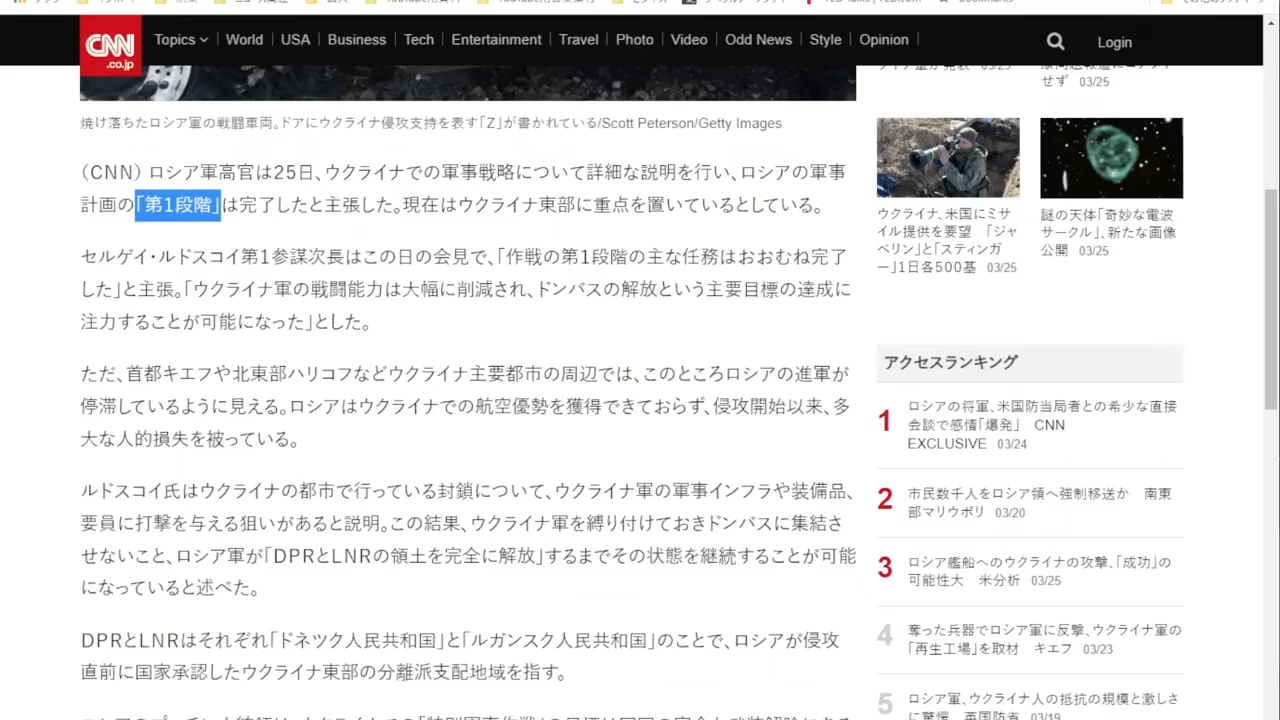 CNN
.co.jp
Topics
World
USA
Business
Tech
Entertainment
Travel
Photo
Video
Odd News
Style
Opinion
Login
焼け落ちたロシア軍の戦闘車両。ドアにウクライナ侵攻支持を表す「Z」が書かれている/Scott Peterson/Getty Images
（CNN） ロシア軍高官は25日、ウクライナでの軍事戦略について詳細な説明を行い、ロシアの軍事
計画の「第1段階」は完了したと主張した。現在はウクライナ東部に重点を置いているとしている。
セルゲイ・ルドスコイ第1参謀次長はこの日の会見で、「作戦の第1段階の主な任務はおおむね完了
した」と主張。「ウクライナ軍の戦闘能力は大幅に削減され、ドンバスの解放という主要目標の達成に
注力することが可能になった」とした。
ただ、首都キエフや北東部ハリコフなどウクライナ主要都市の周辺では、このところロシアの進軍が
停滞しているように見える。ロシアはウクライナでの航空優勢を獲得できておらず、侵攻開始以来、多
大な人的損失を被っている。
ルドスコイ氏はウクライナの都市で行っている封鎖について、ウクライナ軍の軍事インフラや装備品、
要員に打撃を与える狙いがあると説明。この結果、ウクライナ軍を縛り付けておきドンバスに集結さ
せないこと、ロシア軍が「DPRとLNRの領土を完全に解放」するまでその状態を継続することが可能
になっていると述べた。
DPRとLNRはそれぞれ「ドネツク人民共和国」と「ルガンスク人民共和国」のことで、ロシアが侵攻
直前に国家承認したウクライナ東部の分離派支配地域を指す。
03/25
せず 03/25
ウクライナ、米国にミサ
イル提供を要望 「ジャ
ベリン」と「スティンガ
ー」1日各500基 03/25
謎の天体「奇妙な電波
サークル」、新たな画像
公開 03/25
アクセスランキング
1
ロシアの将軍、米国防当局者との希少な直接
会談で感情「爆発」 CNN
EXCLUSIVE 03/24
2
市民数千人をロシア領へ強制移送か 南東
部マリウポリ 03/20
3
ロシア艦船へのウクライナの攻撃、「成功」の
可能性大 米分析 03/25
4
奪った兵器でロシア軍に反撃、ウクライナ軍の
「再生工場」を取材 キエフ 03/23
5
ロシア軍、ウクライナ人の抵抗の規模と激しさ
に驚愕 英国防省 03/19